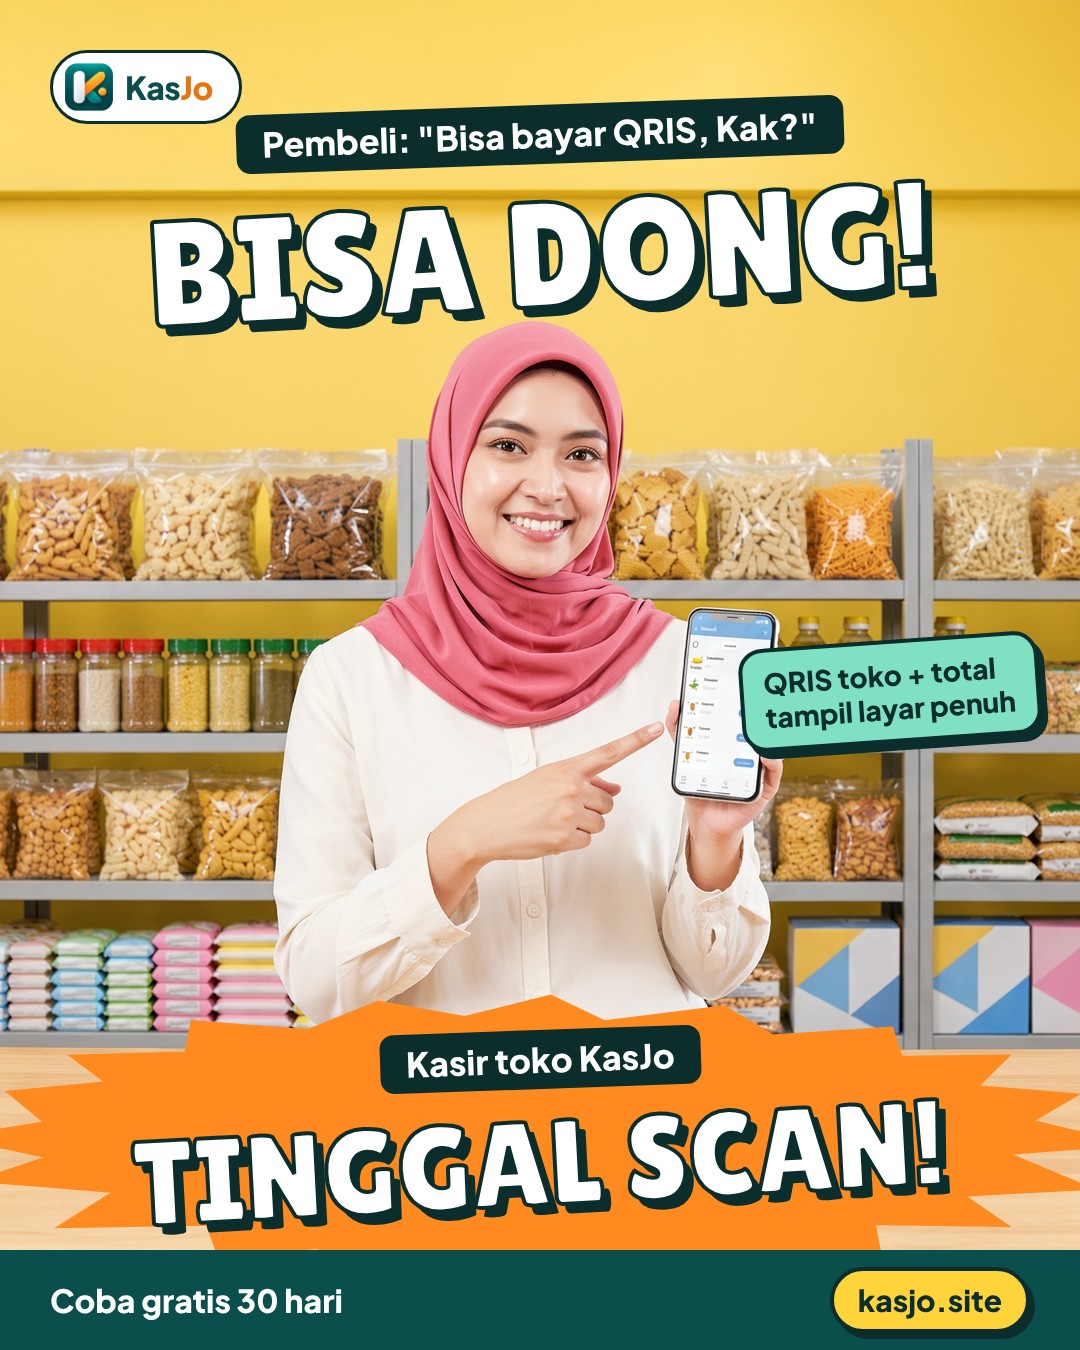 KasJo
Pembeli: "Bisa bayar QRIS, Kak?"
BISA DONG!
QRIS toko + total
tampil layar penuh
Kasir toko KasJo
TINGGAL SCAN!
Coba gratis 30 hari
kasjo.site